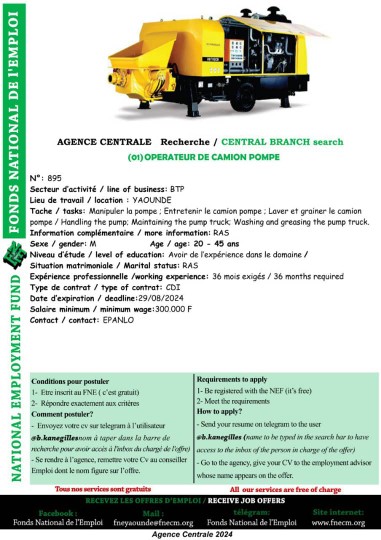 FONDS NATIONAL DE l'EMPLOI
NATIONAL EMPLOYMENT FUND
AGENCE CENTRALE Recherche / CENTRAL BRANCH search
(01) OPERATEUR DE CAMION POMPE
N°: 895
Secteur d'activité / line of business: BTP
Lieu de travail / location : YAOUNDE
Tache / tasks: Manipuler la pompe ; Entretenir le camion pompe ; Laver et grainer le camion
pompe / Handling the pump; Maintaining the pump truck; Washing and greasing the pump truck.
Information complémentaire / more information: RAS
Sexe / gender: M Age / age: 20 - 45 ans
Niveau d'étude / level of education: Avoir de l'expérience dans le domaine /
Situation matrimoniale / Marital status: RAS
Expérience professionnelle /working experience: 36 mois exigés / 36 months required
Type de contrat / type of contrat: CDI
Date d'expiration / deadline:29/08/2024
Salaire minimum / minimum wage:300.000 F
Contact / contact: EPANLO
Conditions pour postuler
1- Etre inscrit au FNE ( c'est gratuit)
2- Répondre exactement aux critères
Comment postuler?
- Envoyez votre cv sur telegram à l'utilisateur
@b.kanegilles nom à taper dans la barre de
recherche pour avoir accès à l'inbox du chargé de l'offre)
- Se rendre à l'agence, remettre votre Cv au conseiller
Emploi dont le nom figure sur l'offre.
Requirements to apply
1- Be registered with the NEF (it's free)
2- Meet the requirements
How to apply?
- Send your resume on telegram to the user
@b.kanegilles (name to be typed in the search bar to have
access to the inbox of the person in charge of the offer)
- Go to the agency, give your CV to the employment advisor
whose name appears on the offer.
Tous nos services sont gratuits
All our services are free of charge
RECEVEZ LES OFFRES D'EMPLOI / RECEIVE JOB OFFERS
Facebook :
Fonds National de l'Emploi
Mail :
fneyaounde@fnecm.org
télégram:
Fonds National de l'Emploi
Site internet:
www.fnecm.org
Agence Centrale 2024